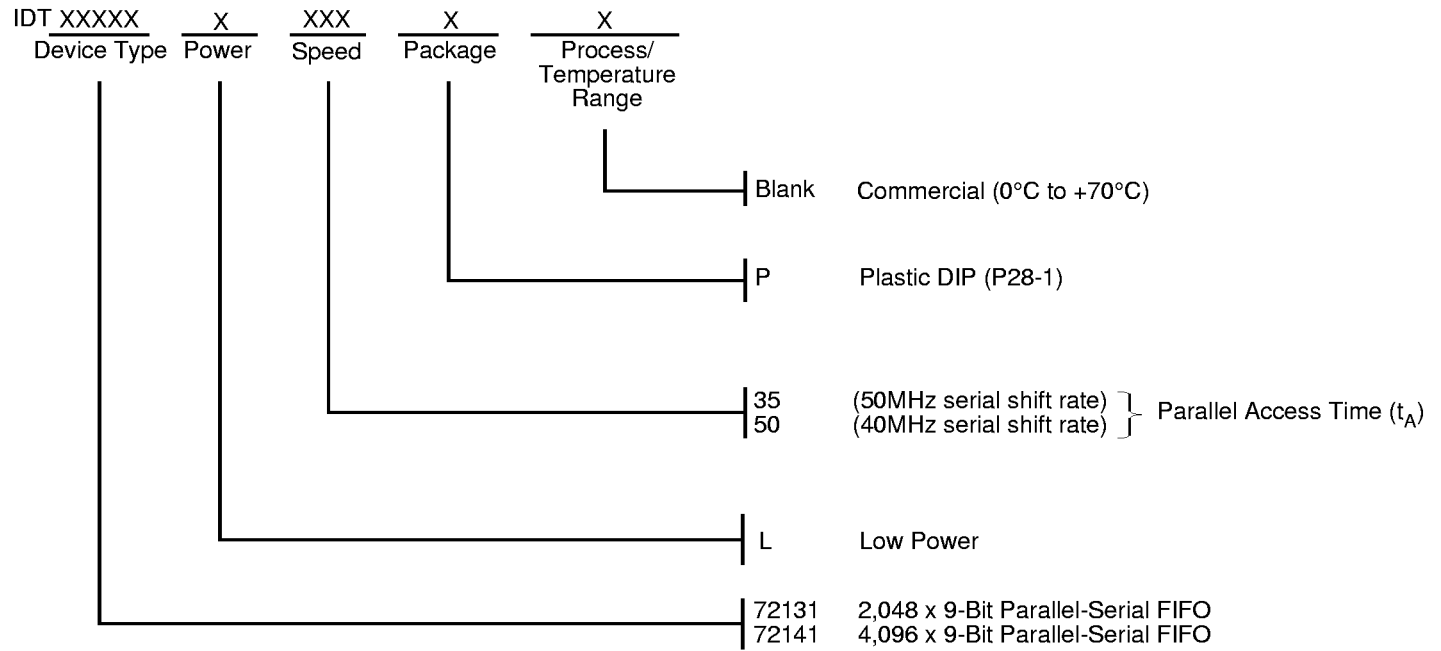 IDT XXXXX X XXX X X
Device Type Power Speed Package Process/
Temperature
Range
Blank Commercial (0°C to +70°C)
P Plastic DIP (P28-1)
35 (50MHz serial shift rate)
50 (40MHz serial shift rate)
Parallel Access Time (tA)
L Low Power
72131 2,048 x 9-Bit Parallel-Serial FIFO
72141 4,096 x 9-Bit Parallel-Serial FIFO